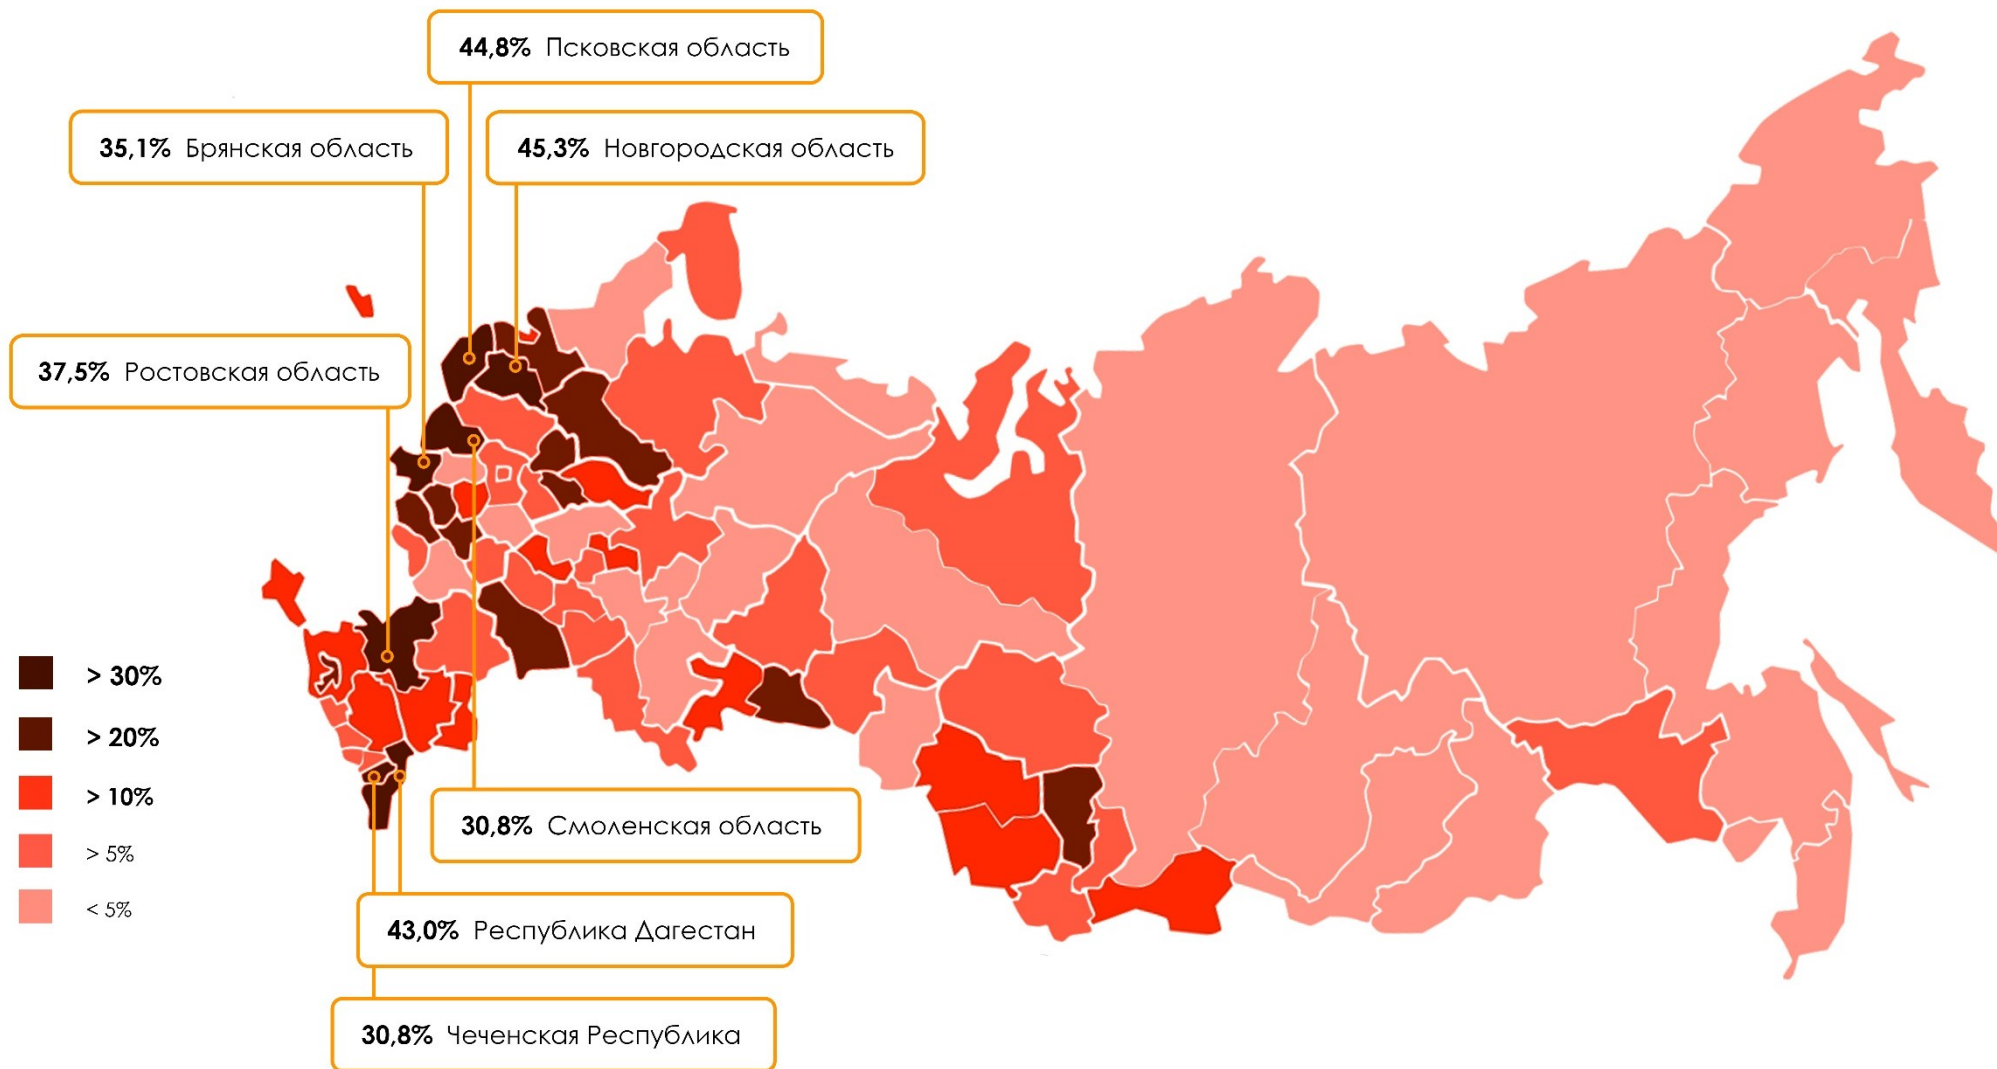 44,8% Псковская область
35,1% Брянская область
45,3% Новгородская область
37,5% Ростовская область
> 30%
> 20%
> 10%
> 5%
< 5%
30,8% Смоленская область
43,0% Республика Дагестан
30,8% Чеченская Республика